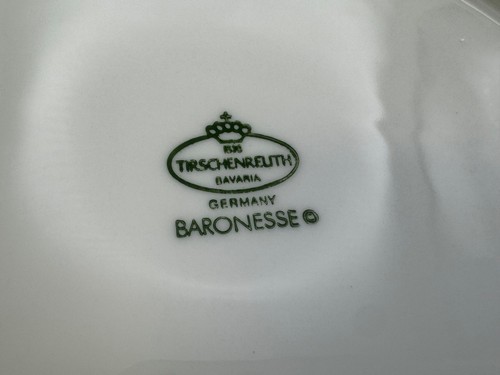 1838
TIRSCHENREUTH
BAVARIA
GERMANY
BARONESSE ©